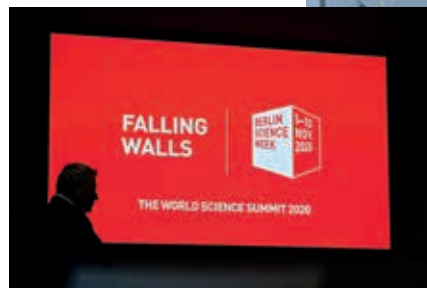 FALLING
WALLS
BERLIN
SCIENCE
WEEK
1–10
NOV
2020
THE WORLD SCIENCE SUMMIT 2020